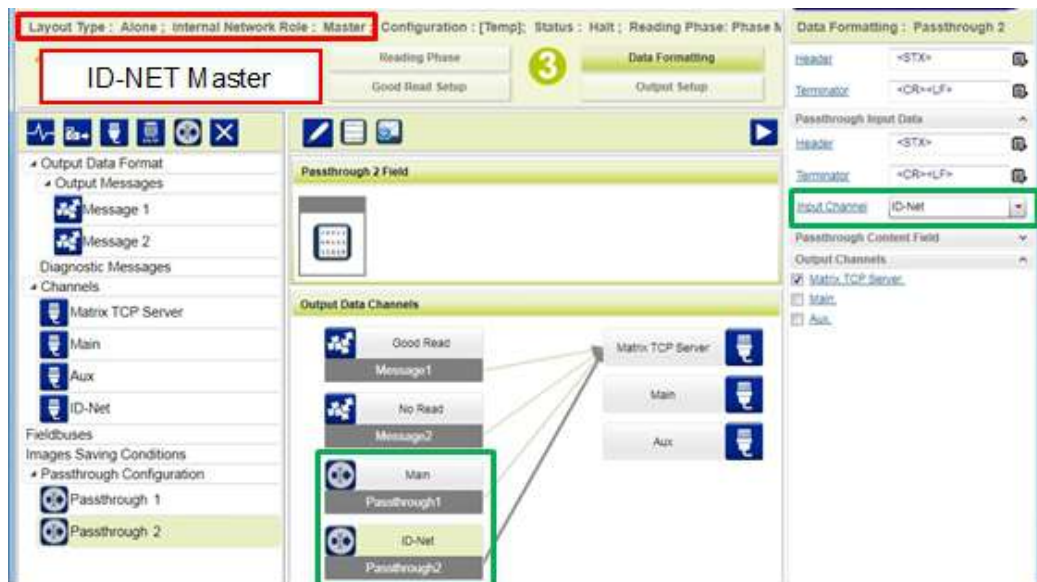 Layout Type : Alone ; Internal Network Role : Master ; Configuration : [Temp]; Status : Halt ; Reading Phase: Phase M
ID-NET Master
Reading Phase
Good Read Setup
3
Data Formatting
Output Setup
Output Data Format
Output Messages
Message 1
Message 2
Diagnostic Messages
Channels
Matrix TCP Server
Main
Aux
ID-Net
Fieldbuses
Images Saving Conditions
Passthrough Configuration
Passthrough 1
Passthrough 2
Passthrough 2 Field
Output Data Channels
Good Read
Message1
No Read
Message2
Main
Passthrough1
ID-Net
Passthrough2
Matrix TCP Server
Main
Aux
Data Formatting : Passthrough 2
Header <STX>
Terminator <CR><LF>
Passthrough Input Data
Header <STX>
Terminator <CR><LF>
Input Channel ID-Net
Passthrough Content Field
Output Channels
Matrix TCP Server
Main
Aux